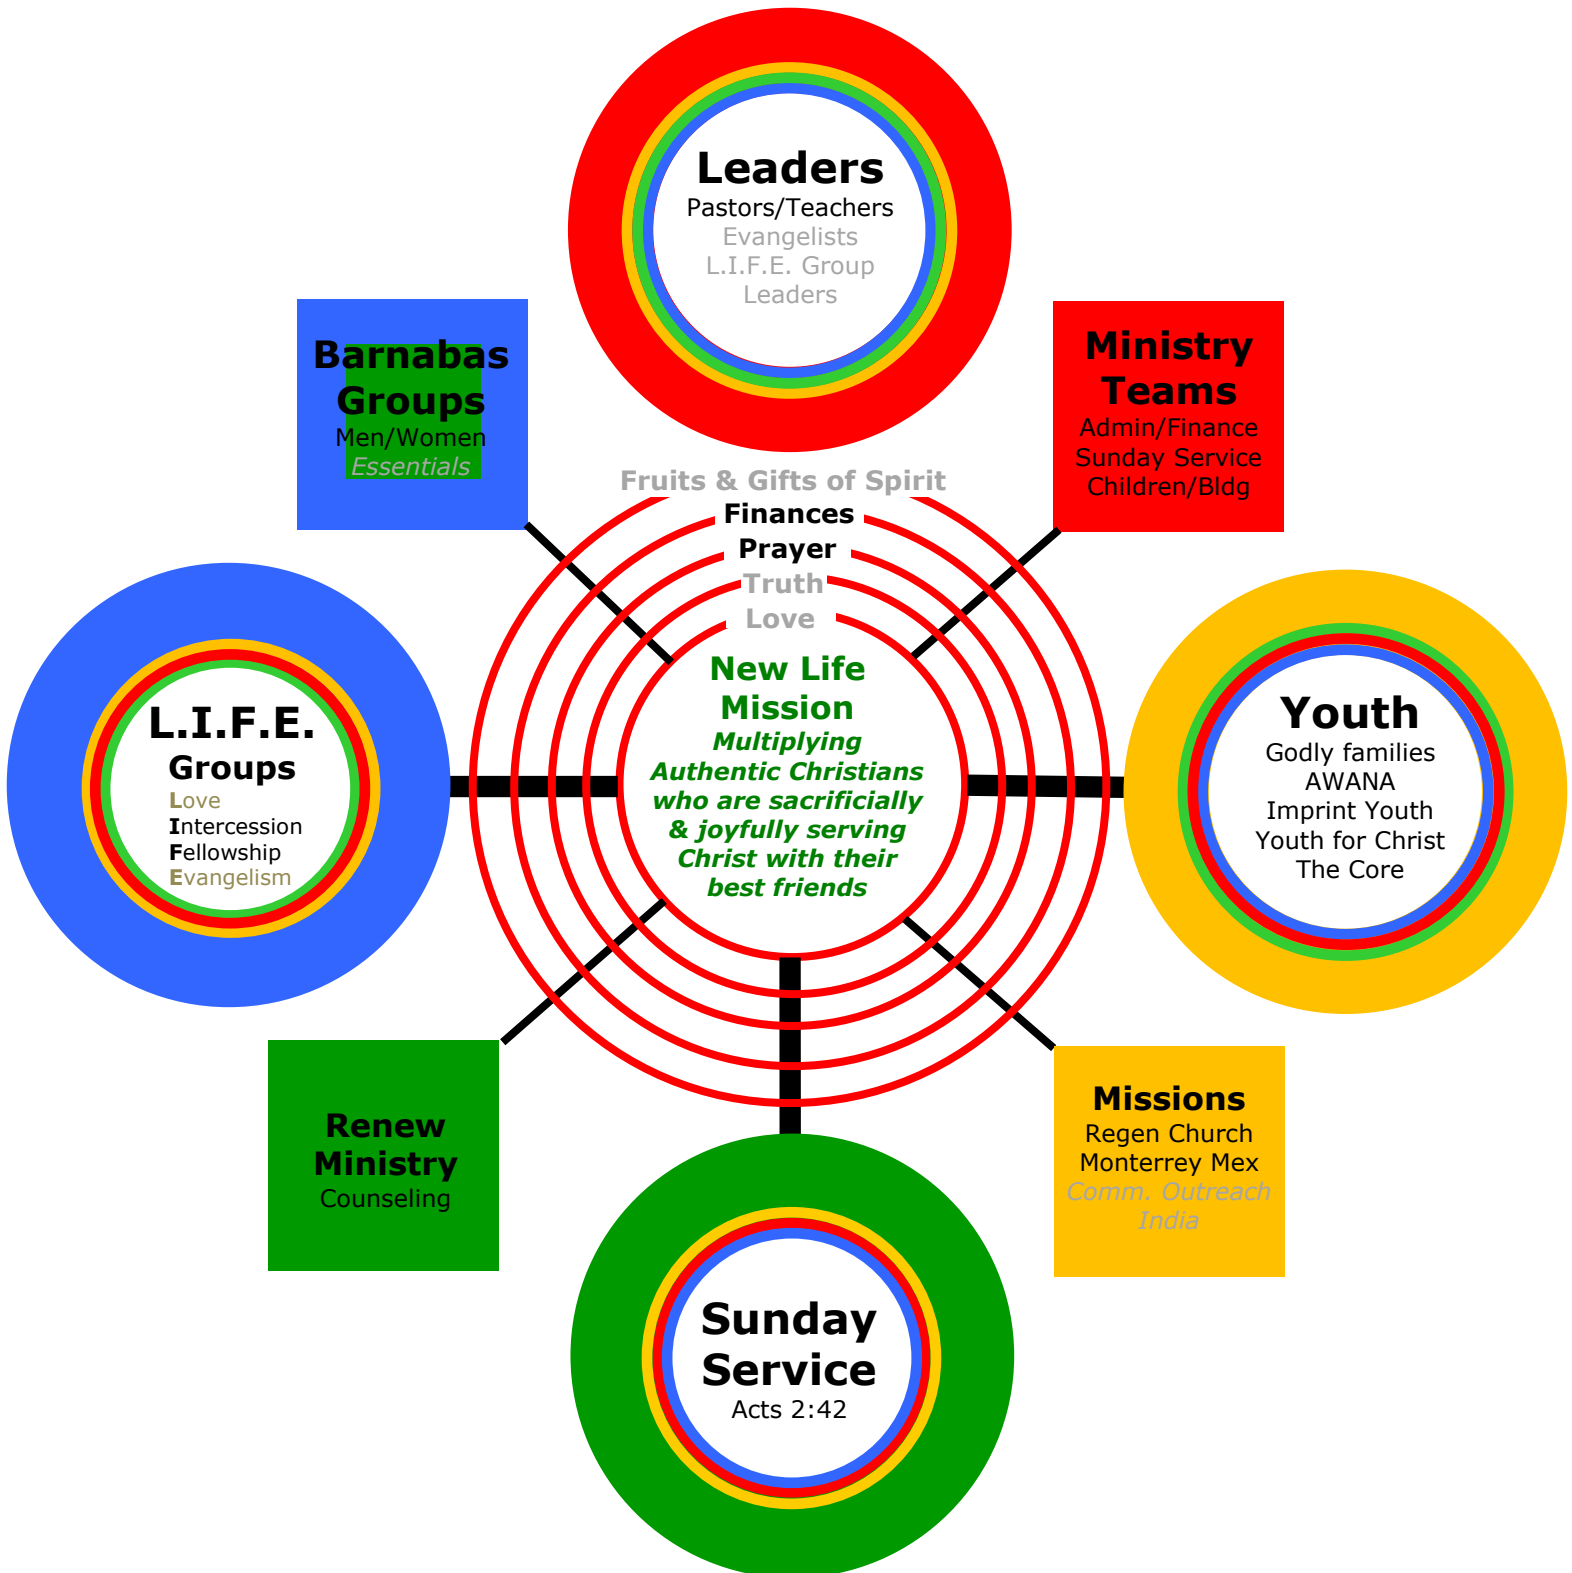 Leaders
Pastors/Teachers
Evangelists
L.I.F.E. Group
Leaders
Barnabas
Groups
Men/Women
Essentials
Ministry
Teams
Admin/Finance
Sunday Service
Children/Bldg
Fruits & Gifts of Spirit
Finances
Prayer
Truth
Love
New Life
Mission
Multiplying
Authentic Christians
who are sacrificially
& joyfully serving
Christ with their
best friends
L.I.F.E.
Groups
Love
Intercession
Fellowship
Evangelism
Youth
Godly families
AWANA
Imprint Youth
Youth for Christ
The Core
Renew
Ministry
Counseling
Missions
Regen Church
Monterrey Mex
Comm. Outreach
India
Sunday
Service
Acts 2:42